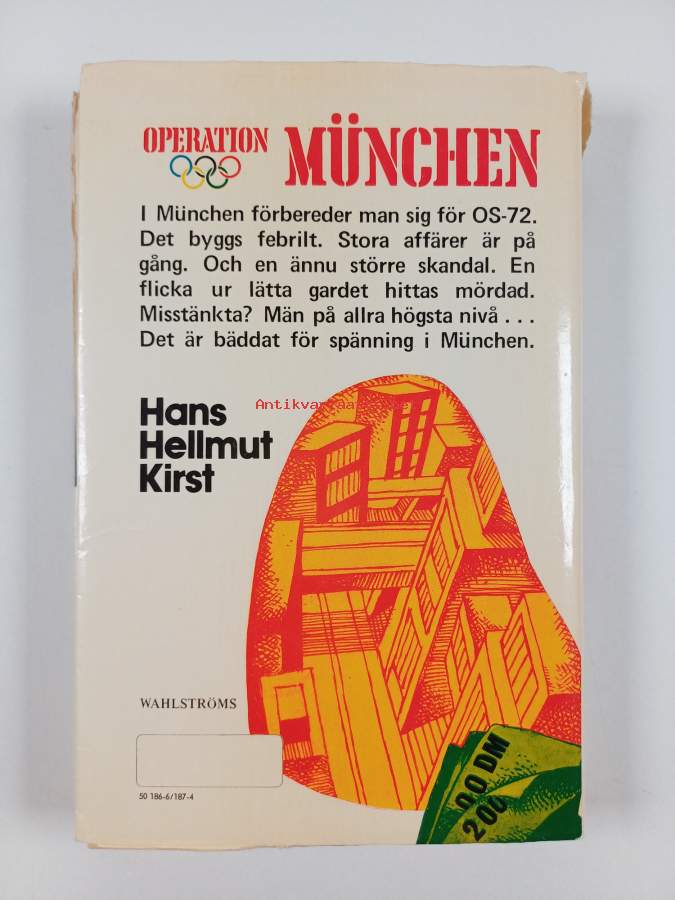 OPERATION MÜNCHEN
I München förbereder man sig för OS-72.
Det byggs febrilt. Stora affärer är på
gång. Och en ännu större skandal. En
flicka ur lätta gardet hittas mördad.
Misstänkta? Män på allra högsta nivå . . .
Det är bäddat för spänning i München.
Hans
Hellmut
Kirst
WAHLSTRÖMS
50 186-6/187-4
00 DM
200